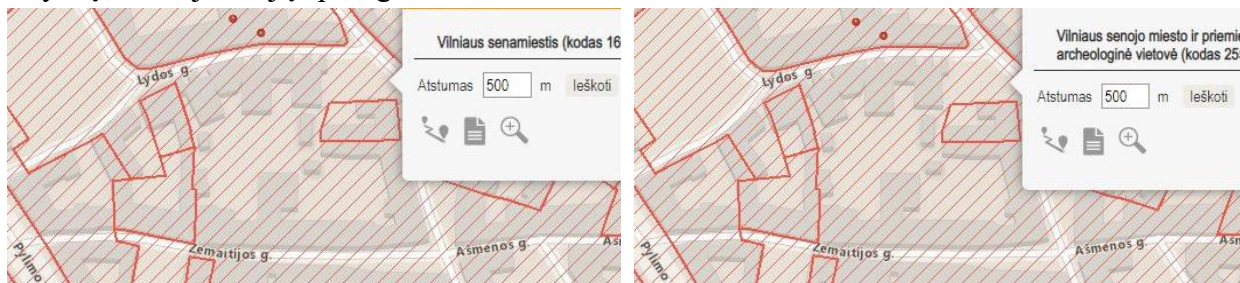 Vilniaus senamiestis (kodas 16
Atstumas 500 m Ieškoti
Lydos g.
Žemaitijos g.
Ašmenos g.
Pylimo
Vilniaus senojo miesto ir priemie
archeologinė vietovė (kodas 25
Atstumas 500 m Ieškoti
Lydos g.
Žemaitijos g.
Ašmenos g.
Pylimo